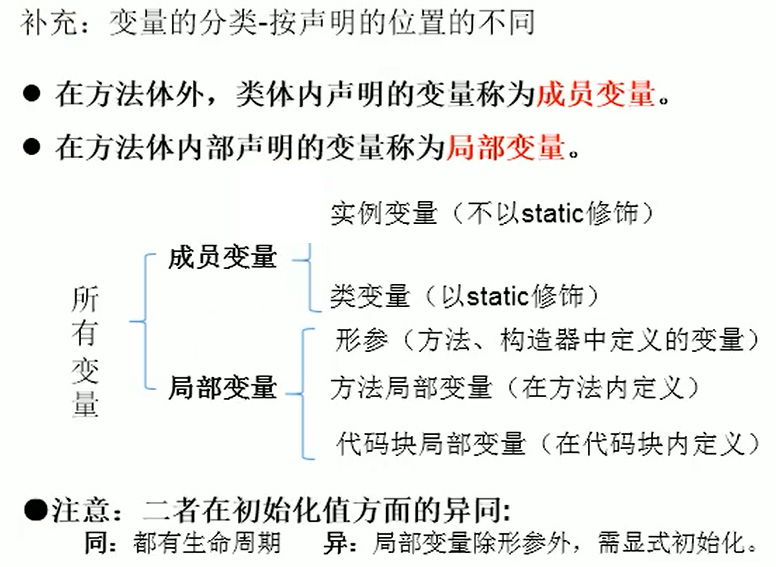 补充：变量的分类-按声明的位置的不同
● 在方法体外，类体内声明的变量称为成员变量。
● 在方法体内部声明的变量称为局部变量。
所有变量
成员变量
实例变量（不以static修饰）
类变量（以static修饰）
局部变量
形参（方法、构造器中定义的变量）
方法局部变量（在方法内定义）
代码块局部变量（在代码块内定义）
●注意：二者在初始化值方面的异同:
同：都有生命周期 异：局部变量除形参外，需显式初始化。